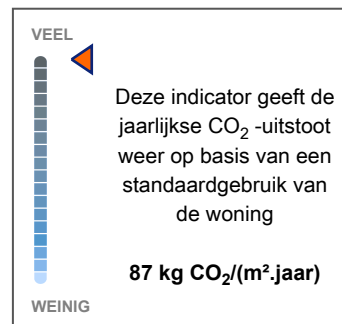 VEEL
Deze indicator geeft de
jaarlijkse CO₂ -uitstoot
weer op basis van een
standaardgebruik van
de woning
87 kg CO₂/(m².jaar)
WEINIG